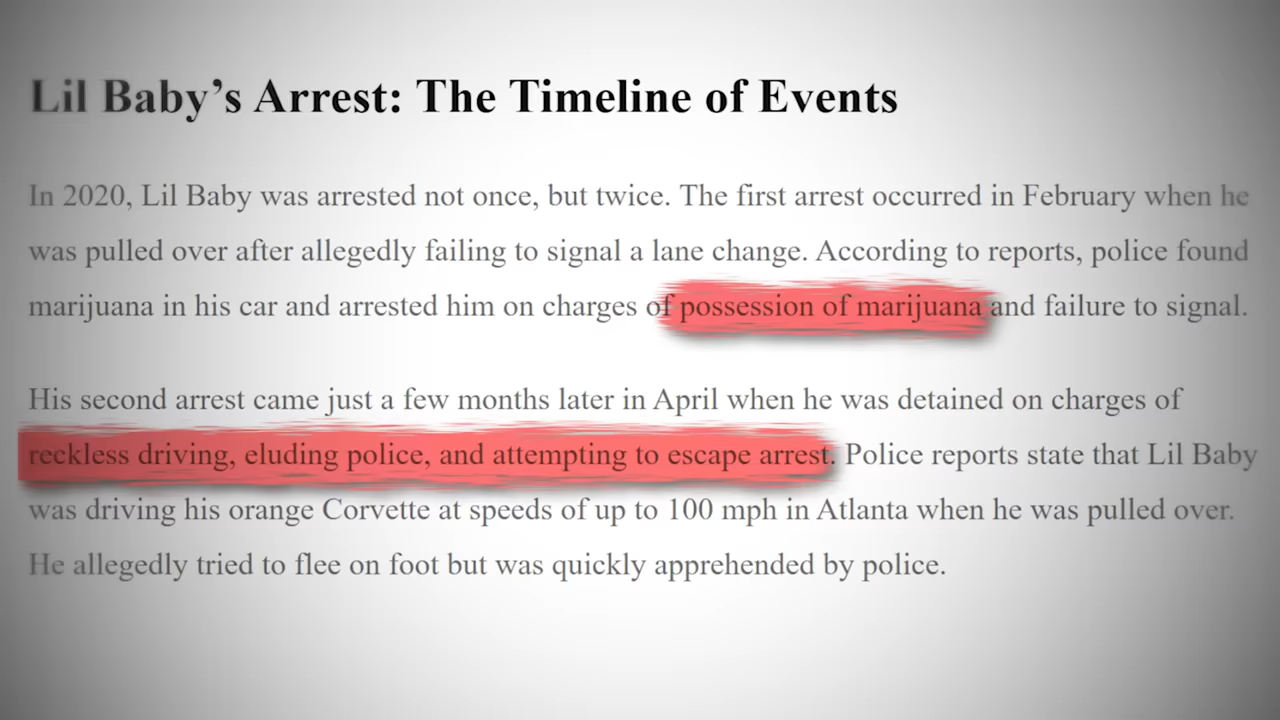 Lil Baby’s Arrest: The Timeline of Events
In 2020, Lil Baby was arrested not once, but twice. The first arrest occurred in February when he
was pulled over after allegedly failing to signal a lane change. According to reports, police found
marijuana in his car and arrested him on charges of possession of marijuana and failure to signal.
His second arrest came just a few months later in April when he was detained on charges of
reckless driving, eluding police, and attempting to escape arrest. Police reports state that Lil Baby
was driving his orange Corvette at speeds of up to 100 mph in Atlanta when he was pulled over.
He allegedly tried to flee on foot but was quickly apprehended by police.